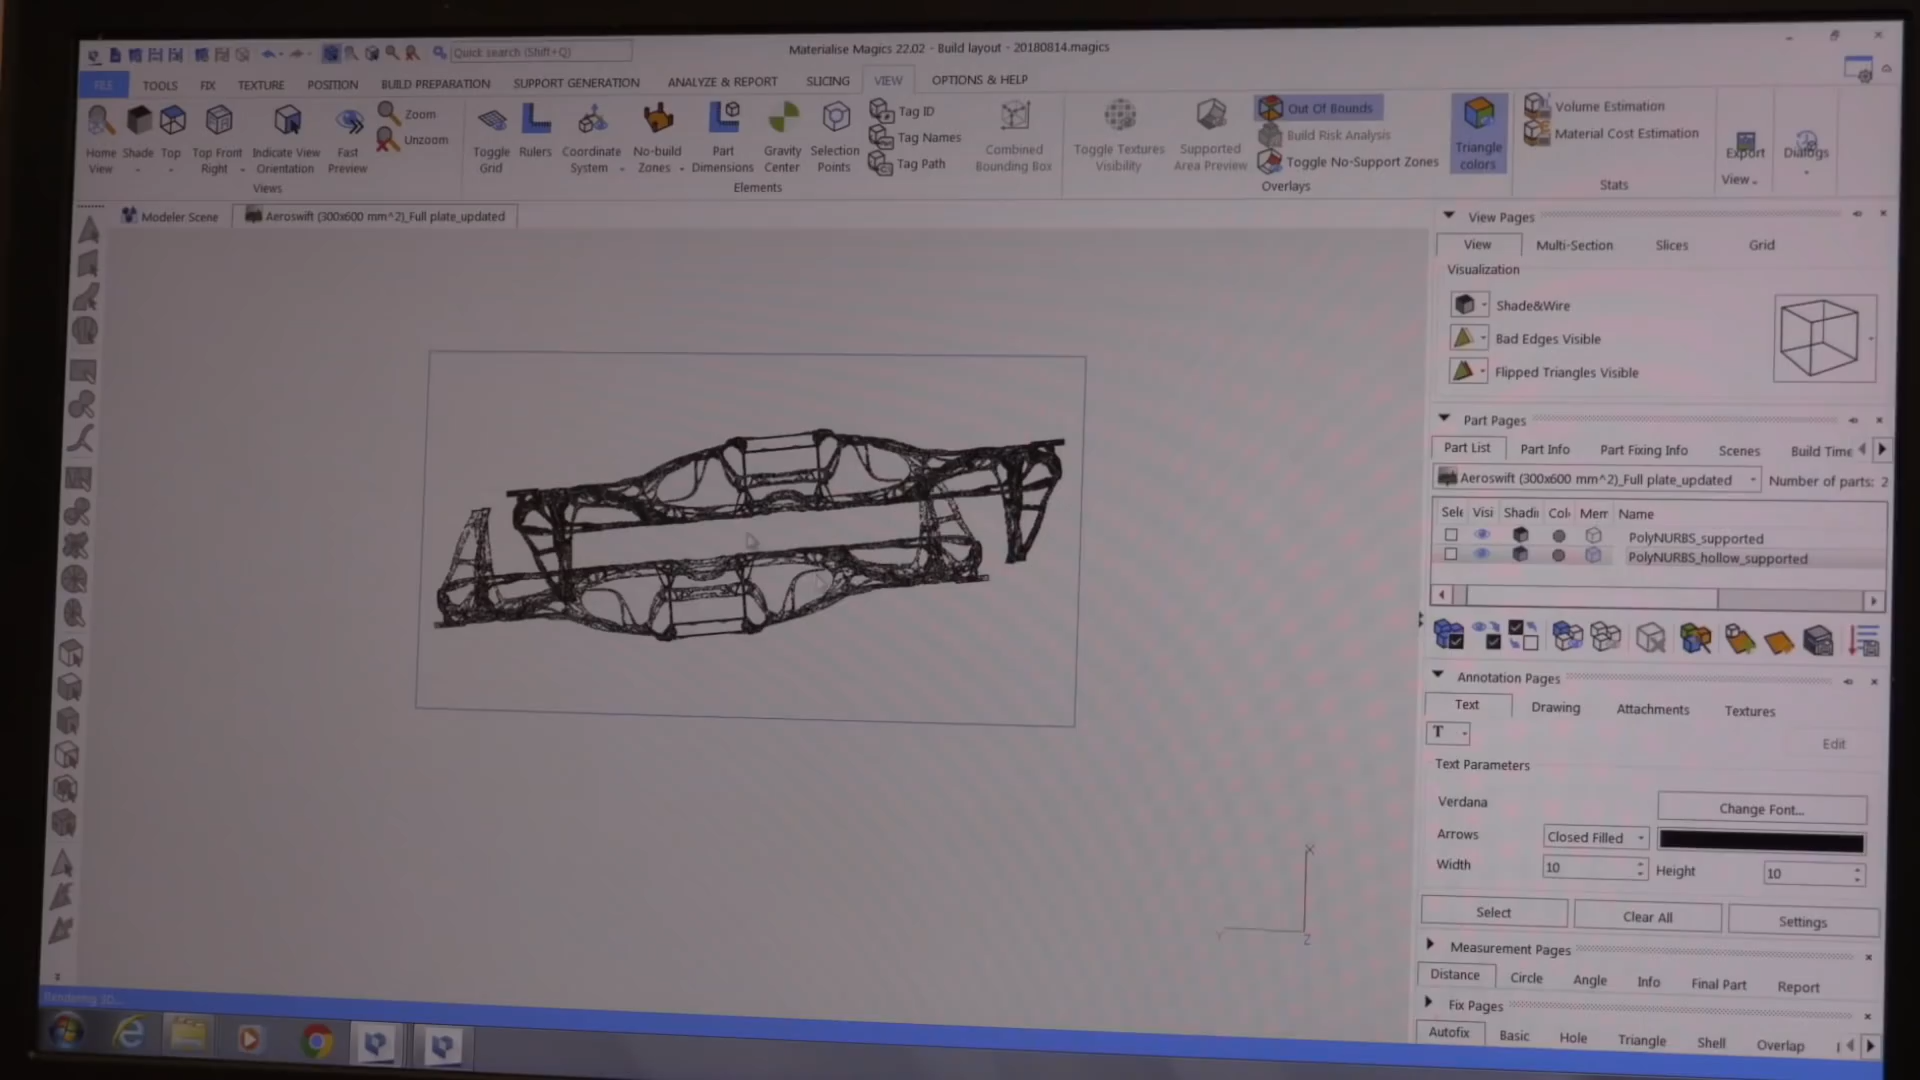 Quick search (Shift+Q)
Materialise Magics 22.02 - Build layout - 20180814.magics
FILE TOOLS FIX TEXTURE POSITION BUILD PREPARATION SUPPORT GENERATION ANALYZE & REPORT SLICING VIEW OPTIONS & HELP
Home View
Shade
Top
Top Front Right
Indicate View Orientation
Fast Preview
Zoom
Unzoom
Views
Toggle Grid
Rulers
Coordinate System
No-build Zones
Part Dimensions
Gravity Center
Selection Points
Tag ID
Tag Names
Tag Path
Combined Bounding Box
Elements
Toggle Textures Visibility
Supported Area Preview
Out Of Bounds
Build Risk Analysis
Toggle No-Support Zones
Triangle colors
Overlays
Volume Estimation
Material Cost Estimation
Stats
Export View
Dialogs
Modeler Scene
Aeroswift (300x600 mm^2)_Full plate_updated
X
Y
Z
View Pages
View Multi-Section Slices Grid
Visualization
Shade&Wire
Bad Edges Visible
Flipped Triangles Visible
Part Pages
Part List Part Info Part Fixing Info Scenes Build Time
Aeroswift (300x600 mm^2)_Full plate_updated Number of parts: 2
Sele Visi Shadii Col Mem Name
PolyNURBS_supported
PolyNURBS_hollow_supported
Annotation Pages
Text Drawing Attachments Textures
T
Edit
Text Parameters
Verdana Change Font...
Arrows Closed Filled
Width 10 Height 10
Select Clear All Settings
Measurement Pages
Distance Circle Angle Info Final Part Report
Fix Pages
Autofix Basic Hole Triangle Shell Overlap
Rendering 3D...